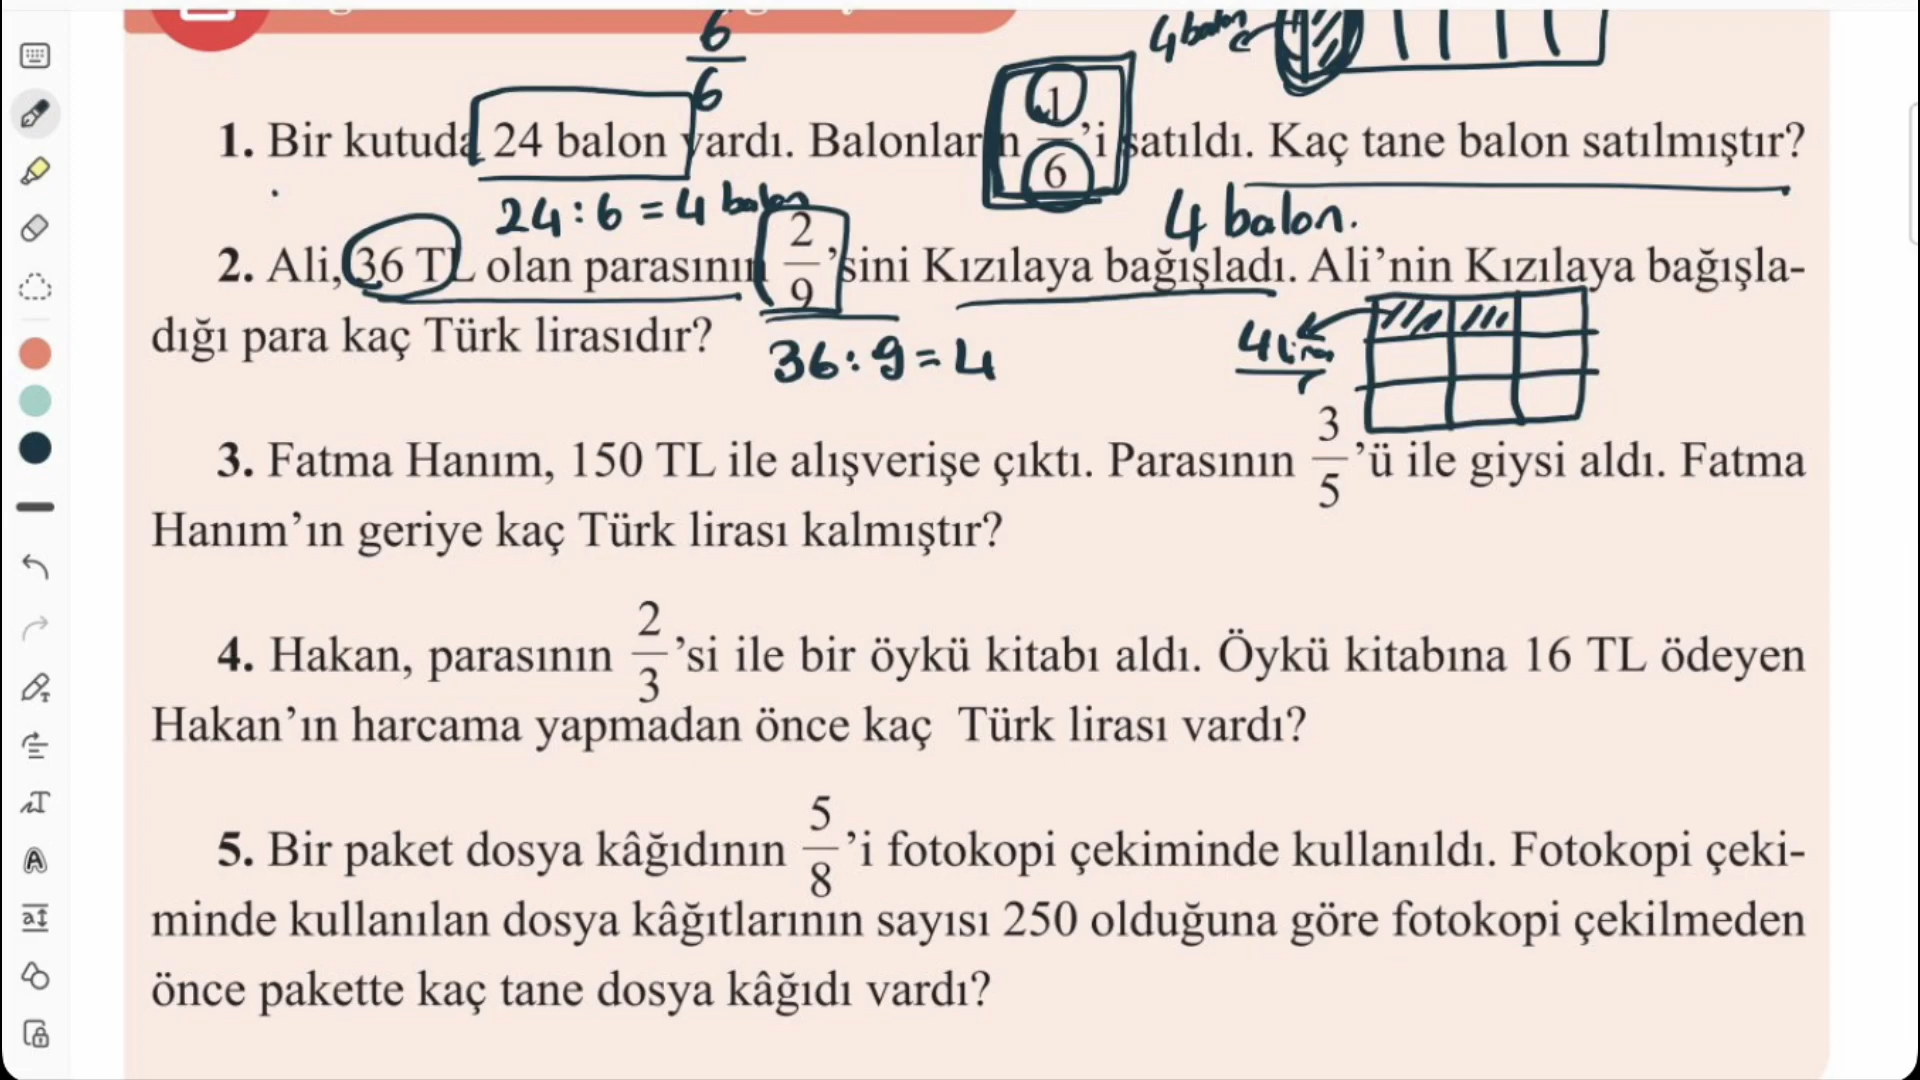 6
6
4 balon
1. Bir kutuda 24 balon vardı. Balonların 1/6 'i satıldı. Kaç tane balon satılmıştır?
24:6=4 balon
4 balon.
2. Ali, 36 TL olan parasının 2/9 'sini Kızılaya bağışladı. Ali'nin Kızılaya bağışla-
dığı para kaç Türk lirasıdır?
36:9=4
4 lira
3. Fatma Hanım, 150 TL ile alışverişe çıktı. Parasının 3/5 'ü ile giysi aldı. Fatma
Hanım'ın geriye kaç Türk lirası kalmıştır?
4. Hakan, parasının 2/3 'si ile bir öykü kitabı aldı. Öykü kitabına 16 TL ödeyen
Hakan'ın harcama yapmadan önce kaç Türk lirası vardı?
5. Bir paket dosya kâğıdının 5/8 'i fotokopi çekiminde kullanıldı. Fotokopi çeki-
minde kullanılan dosya kâğıtlarının sayısı 250 olduğuna göre fotokopi çekilmeden
önce pakette kaç tane dosya kâğıdı vardı?